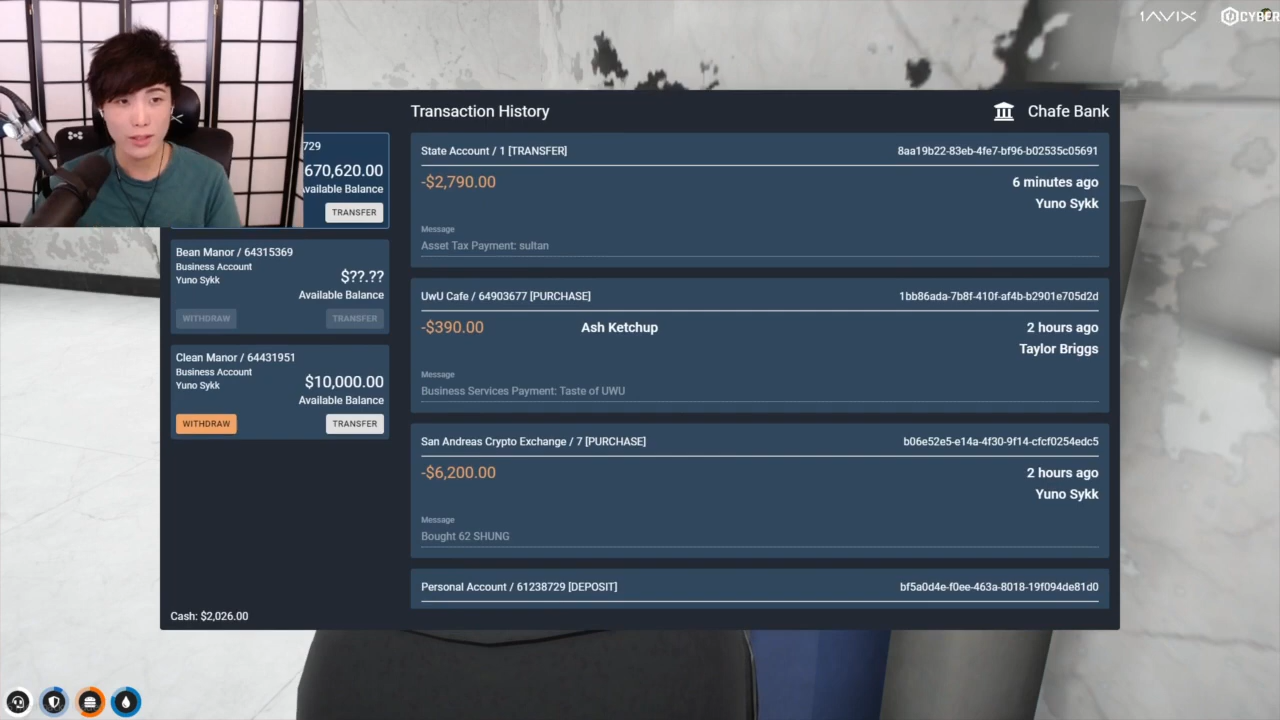 1AVIX CYBER
Transaction History
Chafe Bank
729
670,620.00
Available Balance
TRANSFER
Bean Manor / 64315369
Business Account
Yuno Sykk
$??.??
Available Balance
WITHDRAW TRANSFER
Clean Manor / 64431951
Business Account
Yuno Sykk
$10,000.00
Available Balance
WITHDRAW TRANSFER
Cash: $2,026.00
State Account / 1 [TRANSFER] 8aa19b22-83eb-4fe7-bf96-b02535c05691
-$2,790.00 6 minutes ago
Yuno Sykk
Message
Asset Tax Payment: sultan
UwU Cafe / 64903677 [PURCHASE] 1bb86ada-7b8f-410f-af4b-b2901e705d2d
-$390.00 Ash Ketchup 2 hours ago
Taylor Briggs
Message
Business Services Payment: Taste of UWU
San Andreas Crypto Exchange / 7 [PURCHASE] b06e52e5-e14a-4f30-9f14-cfcf0254edc5
-$6,200.00 2 hours ago
Yuno Sykk
Message
Bought 62 SHUNG
Personal Account / 61238729 [DEPOSIT] bf5a0d4e-f0ee-463a-8018-19f094de81d0